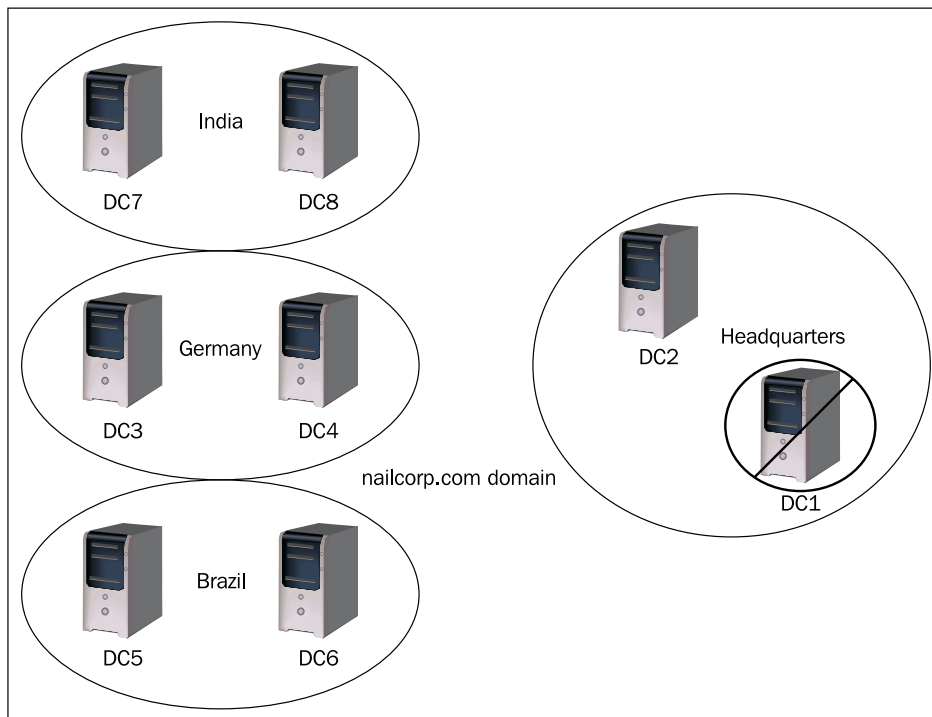 India
DC7
DC8
Germany
DC3
DC4
Brazil
DC5
DC6
nailcorp.com domain
DC2
Headquarters
DC1